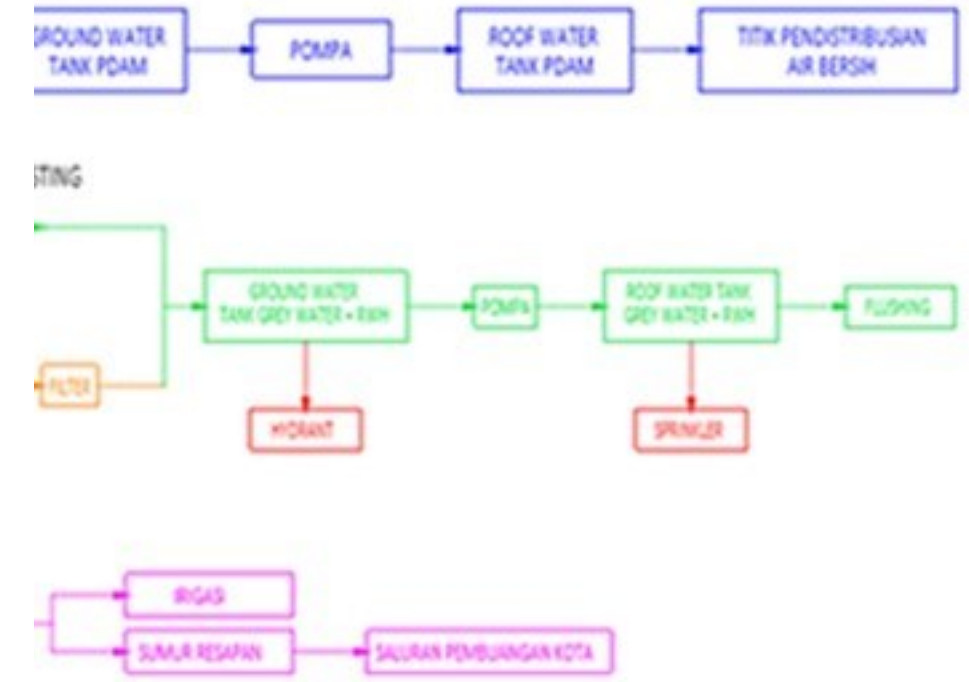 GROUND WATER
TANK PDAM
POMPA
ROOF WATER
TANK PDAM
TITIK PENDISTRIBUSIAN
AIR BERSIH
STING
GROUND WATER
TANK GREY WATER + RWH
POMPA
ROOF WATER TANK
GREY WATER + RWH
FLUSHING
FILTER
HYDRANT
SPRINKLER
IRIGASI
SUMUR RESAPAN
SALURAN PEMBUANGAN KOTA